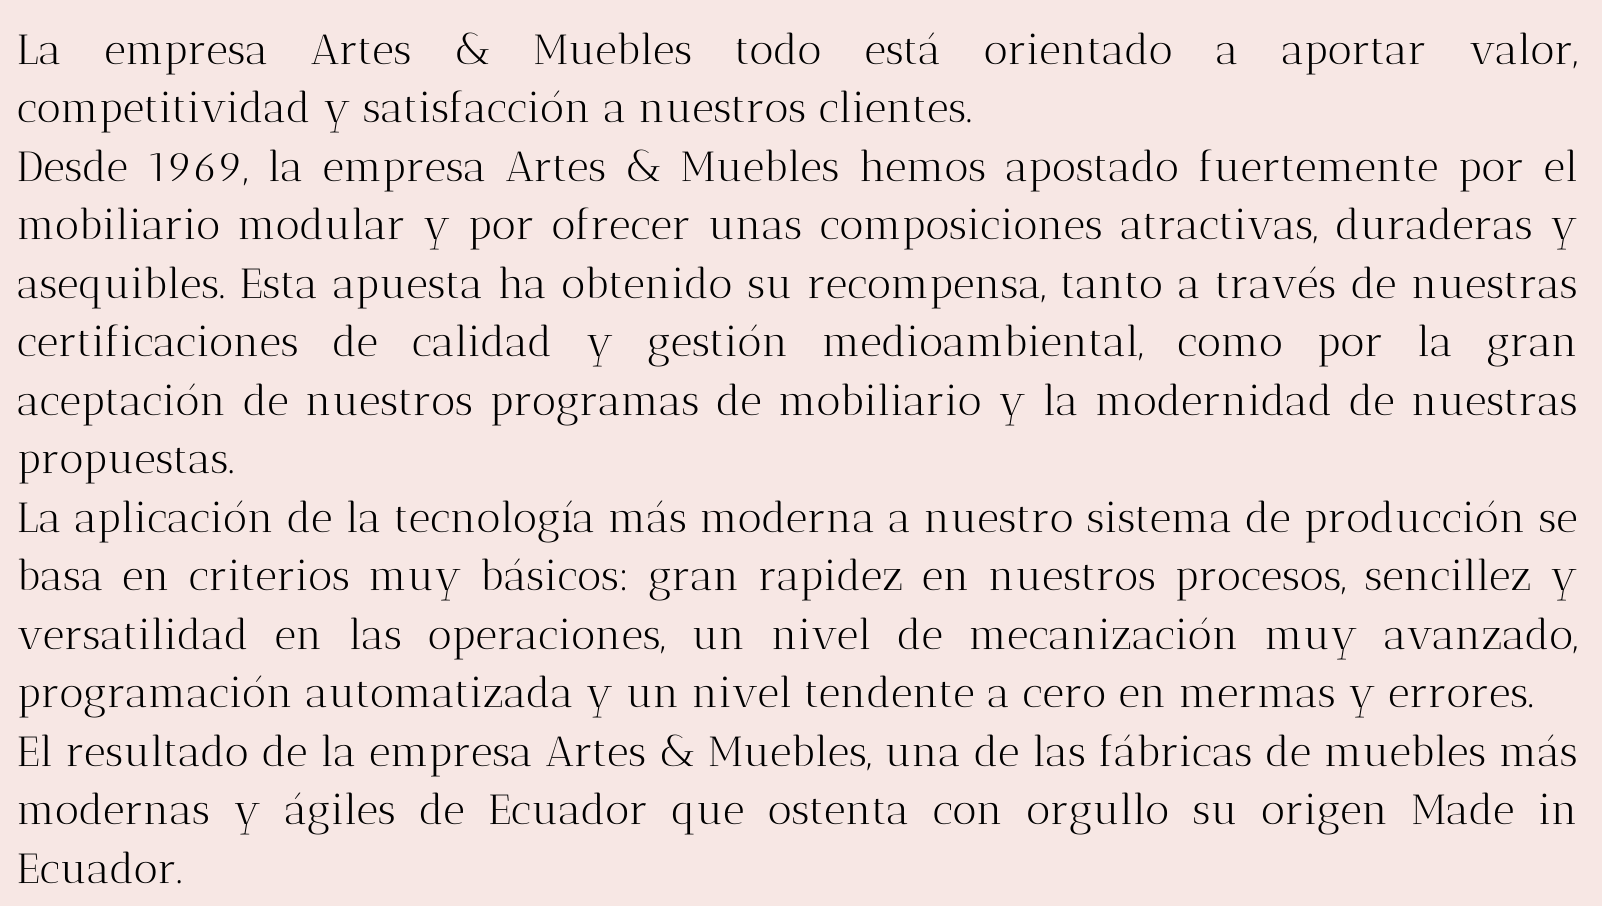 La empresa Artes & Muebles todo está orientado a aportar valor,
competitividad y satisfacción a nuestros clientes.
Desde 1969, la empresa Artes & Muebles hemos apostado fuertemente por el
mobiliario modular y por ofrecer unas composiciones atractivas, duraderas y
asequibles. Esta apuesta ha obtenido su recompensa, tanto a través de nuestras
certificaciones de calidad y gestión medioambiental, como por la gran
aceptación de nuestros programas de mobiliario y la modernidad de nuestras
propuestas.
La aplicación de la tecnología más moderna a nuestro sistema de producción se
basa en criterios muy básicos: gran rapidez en nuestros procesos, sencillez y
versatilidad en las operaciones, un nivel de mecanización muy avanzado,
programación automatizada y un nivel tendente a cero en mermas y errores.
El resultado de la empresa Artes & Muebles, una de las fábricas de muebles más
modernas y ágiles de Ecuador que ostenta con orgullo su origen Made in
Ecuador.